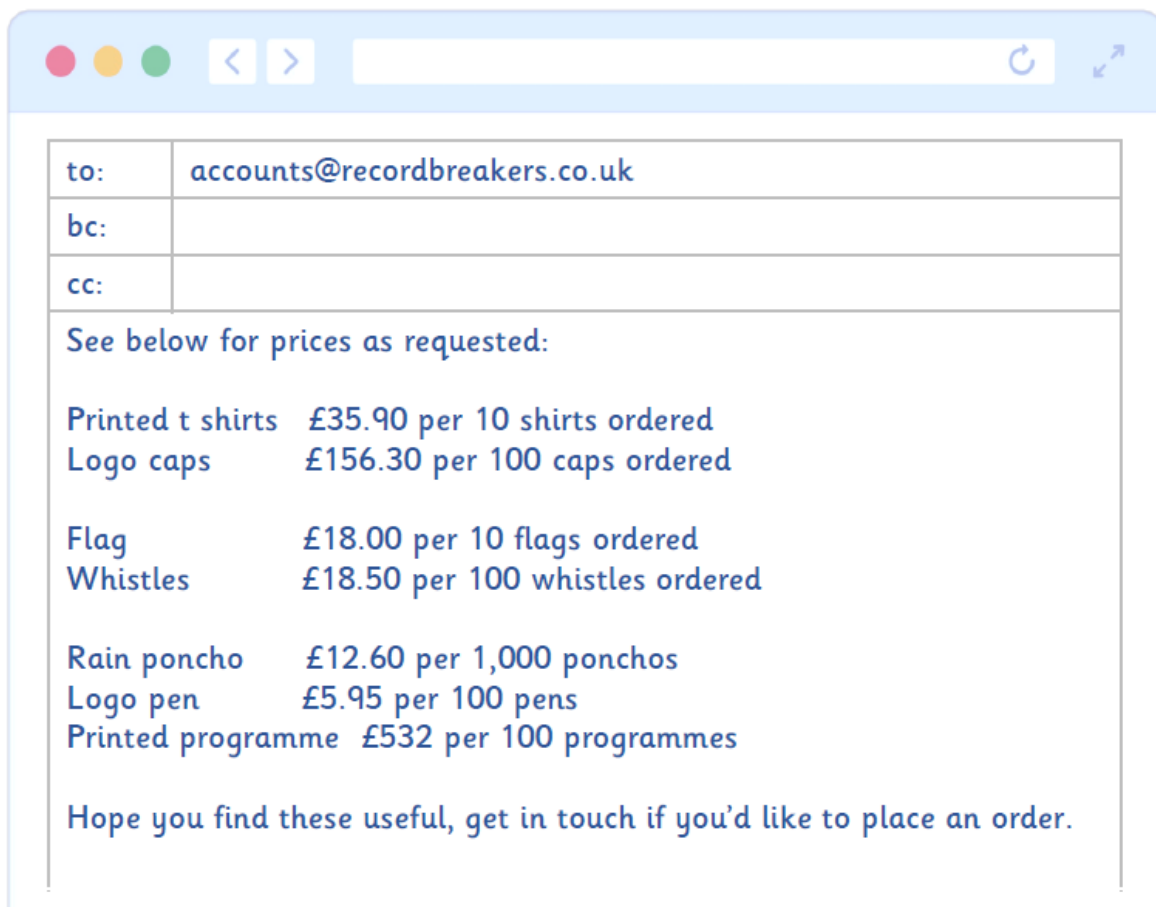 to: accounts@recordbreakers.co.uk
bc:
cc:
See below for prices as requested:
Printed t shirts £35.90 per 10 shirts ordered
Logo caps £156.30 per 100 caps ordered
Flag £18.00 per 10 flags ordered
Whistles £18.50 per 100 whistles ordered
Rain poncho £12.60 per 1,000 ponchos
Logo pen £5.95 per 100 pens
Printed programme £532 per 100 programmes
Hope you find these useful, get in touch if you’d like to place an order.